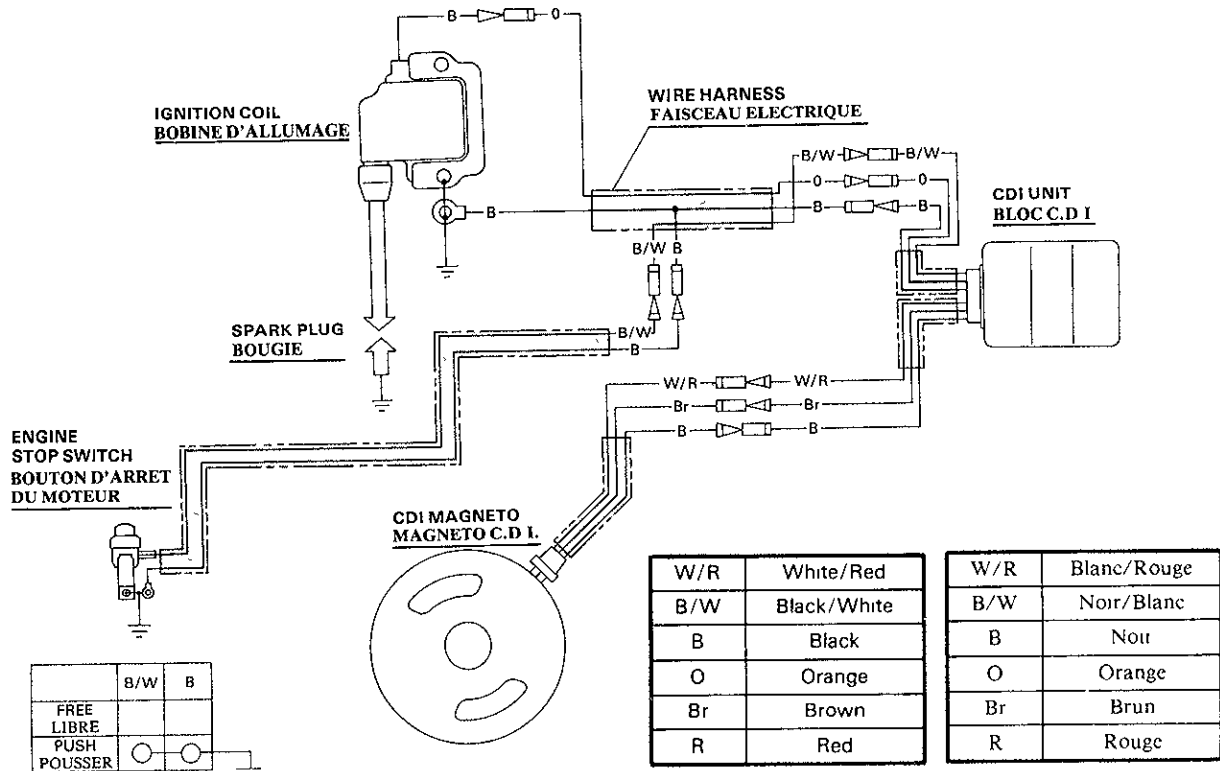 B O
IGNITION COIL
BOBINE D'ALLUMAGE
WIRE HARNESS
FAISCEAU ELECTRIQUE
B/W B/W
O O
B B
B
CDI UNIT
BLOC C.D I
B/W B
SPARK PLUG
BOUGIE
B/W
B
W/R W/R
Br Br
B B
ENGINE
STOP SWITCH
BOUTON D'ARRET
DU MOTEUR
CDI MAGNETO
MAGNETO C.D I.
B/W B
FREE
LIBRE
PUSH
POUSSER
W/R White/Red
B/W Black/White
B Black
O Orange
Br Brown
R Red
W/R Blanc/Rouge
B/W Noir/Blanc
B Noir
O Orange
Br Brun
R Rouge